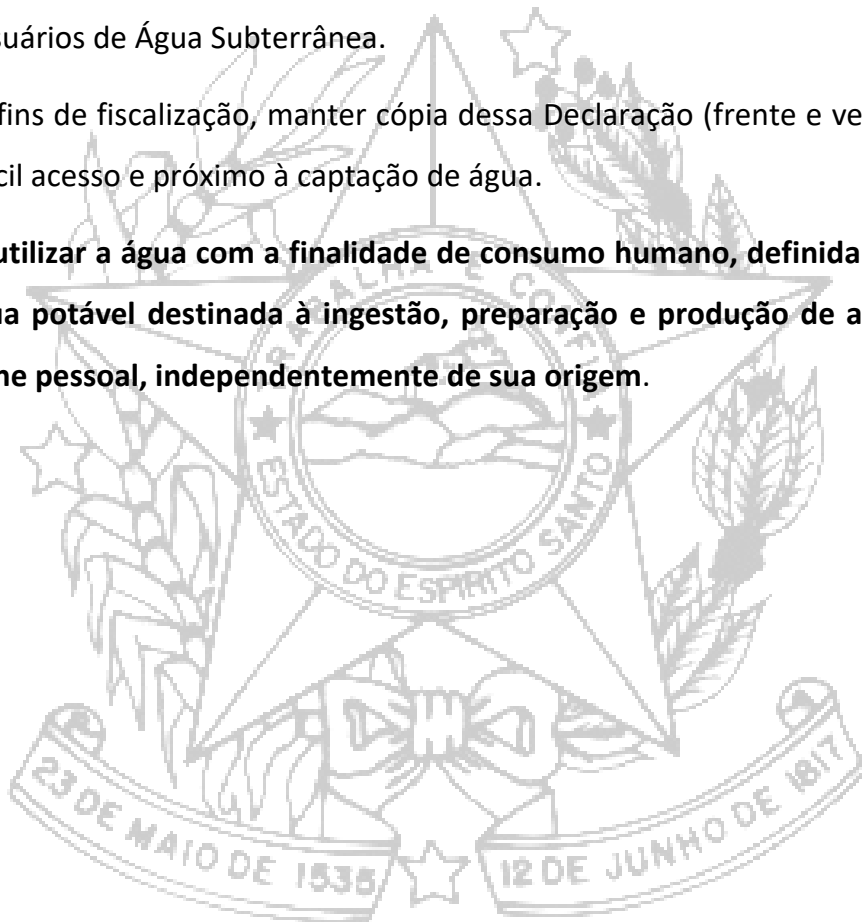 suários de Água Subterrânea.
fins de fiscalização, manter cópia dessa Declaração (frente e ve
cil acesso e próximo à captação de água.
utilizar a água com a finalidade de consumo humano, definida
a potável destinada à ingestão, preparação e produção de a
ne pessoal, independentemente de sua origem.
TRABALHA E CONFIA
ESTADO DO ESPIRITO SANTO
23 DE MAIO DE 1535
12 DE JUNHO DE 1817